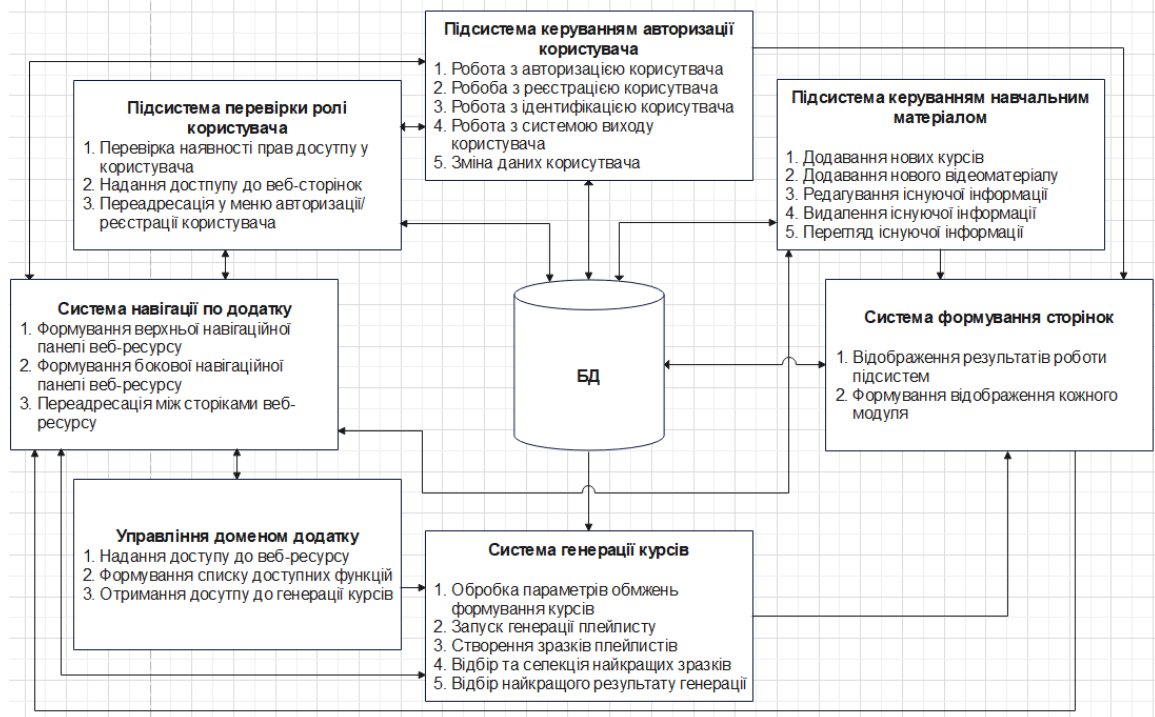 Підсистема керуванням авторизації
користувача
1. Робота з авторизацією корисутвача
2. Робоба з реєстрацією користувача
3. Робота з ідентифікацією користувача
4. Робота з системою виходу
користувача
5. Зміна даних корисутвача
Підсистема перевірки ролі
користувача
1. Перевірка наявності прав досутпу у
користувача
2. Надання достпупу до веб-сторінок
3. Переадресація у меню авторизації/
реєстрації користувача
Підсистема керуванням навчальним
матеріалом
1. Додавання нових курсів
2. Додавання нового відеоматеріалу
3. Редагування існуючої інформації
4. Видалення існуючої інформації
5. Перегляд існуючої інформації
Система навігації по додатку
1. Формування верхньої навігаційної
панелі веб-ресурсу
2. Формування бокової навігаційної
панелі веб-ресурсу
3. Переадресація між сторіками веб-
ресурсу
БД
Система формування сторінок
1. Відображення результатів роботи
підсистем
2. Формування відображення кожного
модуля
Управління доменом додатку
1. Надання доступу до веб-ресурсу
2. Формування списку доступних функцій
3. Отримання досутпу до генерації курсів
Система генерації курсів
1. Обробка параметрів обмжень
формування курсів
2. Запуск генерації плейлисту
3. Створення зразків плейлистів
4. Відбір та селекція найкращих зразків
5. Відбір найкращого результату генерації